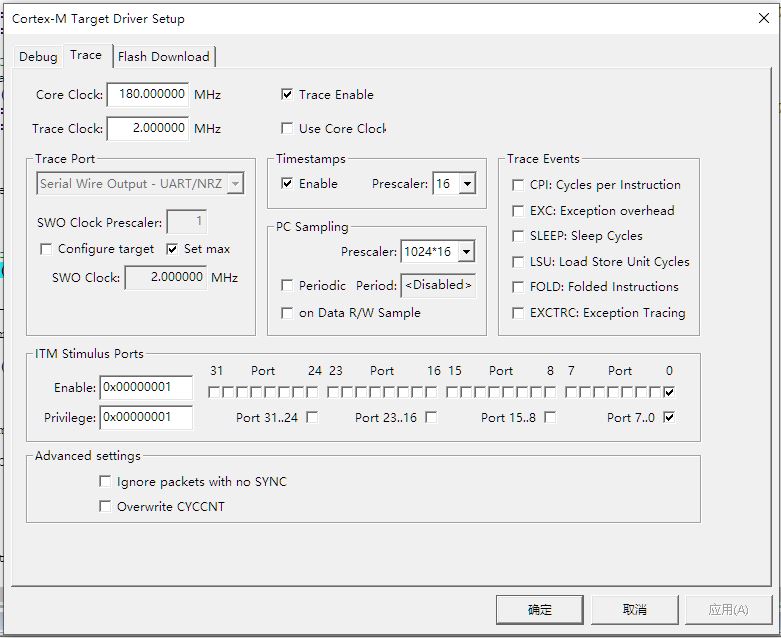 Cortex-M Target Driver Setup
Debug Trace Flash Download
Core Clock: 180.000000 MHz Trace Enable
Trace Clock: 2.000000 MHz Use Core Clock
Trace Port
Serial Wire Output - UART/NRZ
SWO Clock Prescaler: 1
Configure target Set max
SWO Clock: 2.000000 MHz
Timestamps
Enable Prescaler: 16
PC Sampling
Prescaler: 1024*16
Periodic Period: <Disabled>
on Data R/W Sample
Trace Events
CPI: Cycles per Instruction
EXC: Exception overhead
SLEEP: Sleep Cycles
LSU: Load Store Unit Cycles
FOLD: Folded Instructions
EXCTRC: Exception Tracing
ITM Stimulus Ports
31 Port 24 23 Port 16 15 Port 8 7 Port 0
Enable: 0x00000001
Privilege: 0x00000001 Port 31..24 Port 23..16 Port 15..8 Port 7..0
Advanced settings
Ignore packets with no SYNC
Overwrite CYCCNT
确定 取消 应用(A)